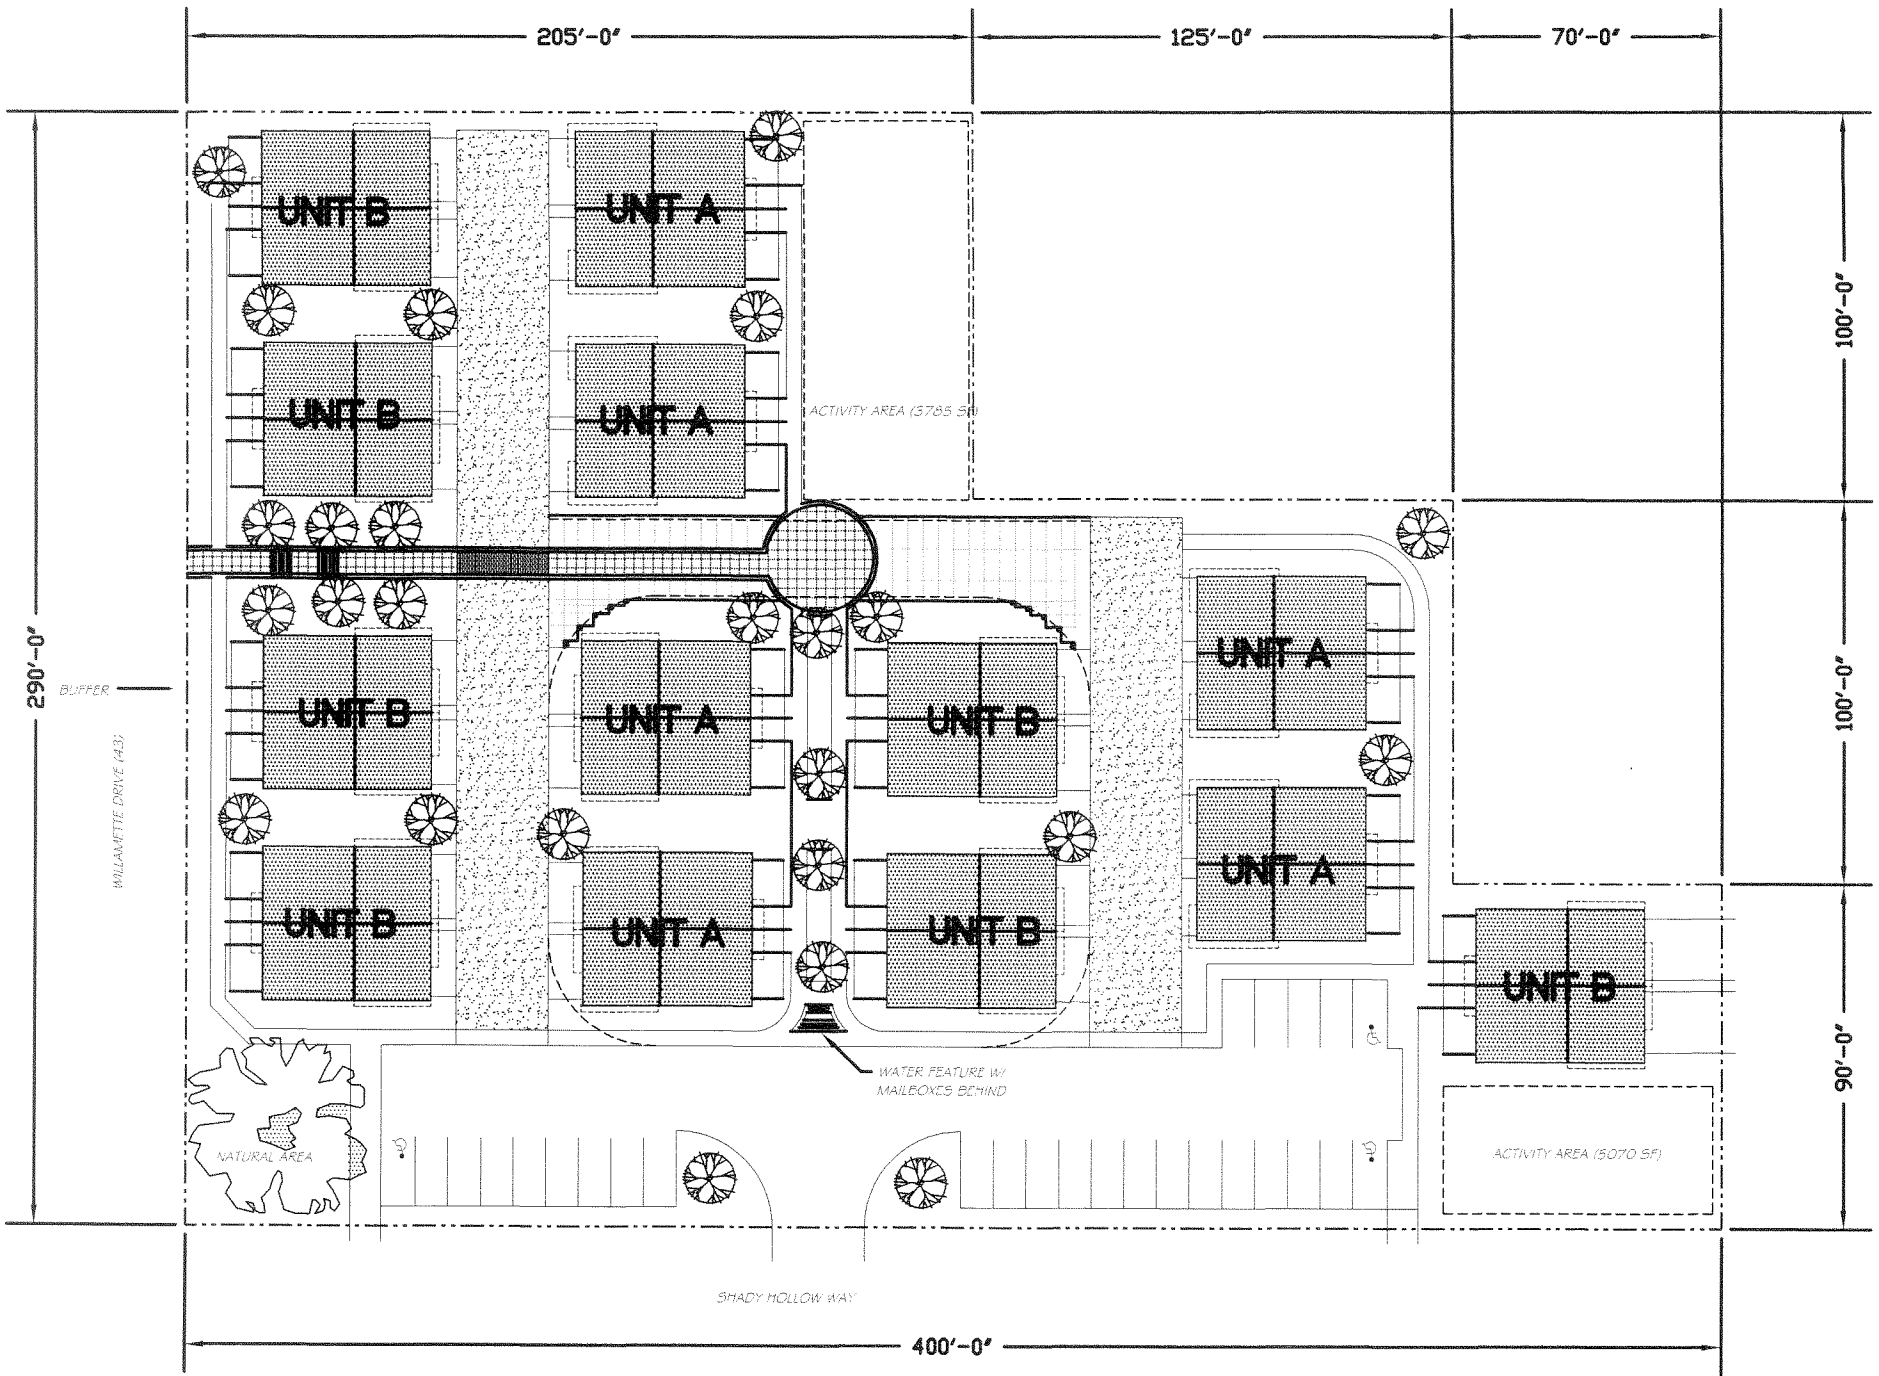 205'-0"
125'-0"
70'-0"
UNIT B
UNIT A
100'-0"
UNIT B
UNIT A
ACTIVITY AREA (3785 SF)
290'-0"
BUFFER
WILLAMETTE DRIVE (43)
UNIT A
100'-0"
UNIT B
UNIT A
UNIT B
UNIT A
UNIT B
UNIT A
UNIT B
UNIT B
90'-0"
WATER FEATURE W/
MAILBOXES BEHIND
NATURAL AREA
ACTIVITY AREA (5070 SF)
SHADY HOLLOW WAY
400'-0"